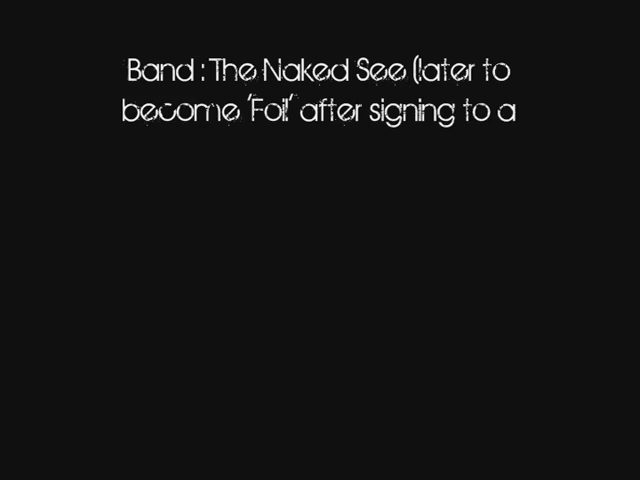 Band : The Naked See (later to
become 'Foil' after signing to a